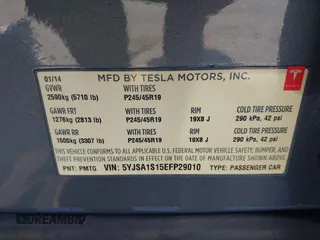 01/14 MFD BY TESLA MOTORS, INC.
GVWR WITH TIRES
2590kg (5710 lb) P245/45R19
GAWR FRT WITH TIRES RIM COLD TIRE PRESSURE
1276kg (2813 lb) P245/45R19 19X8 J 290 kPa, 42 psi
GAWR RR WITH TIRES RIM COLD TIRE PRESSURE
1500kg (3307 lb) P245/45R19 19X8 J 290 kPa, 42 psi
THIS VEHICLE CONFORMS TO ALL APPLICABLE
FEDERAL MOTOR VEHICLE SAFETY, BUMPER, AND
THEFT PREVENTION STANDARDS IN EFFECT ON
THE DATE OF MANUFACTURE SHOWN ABOVE.
PNT: PMTG VIN: 5YJSA1S15EFP29010 TYPE: PASSENGER CAR
TESLA
IDREAMBID